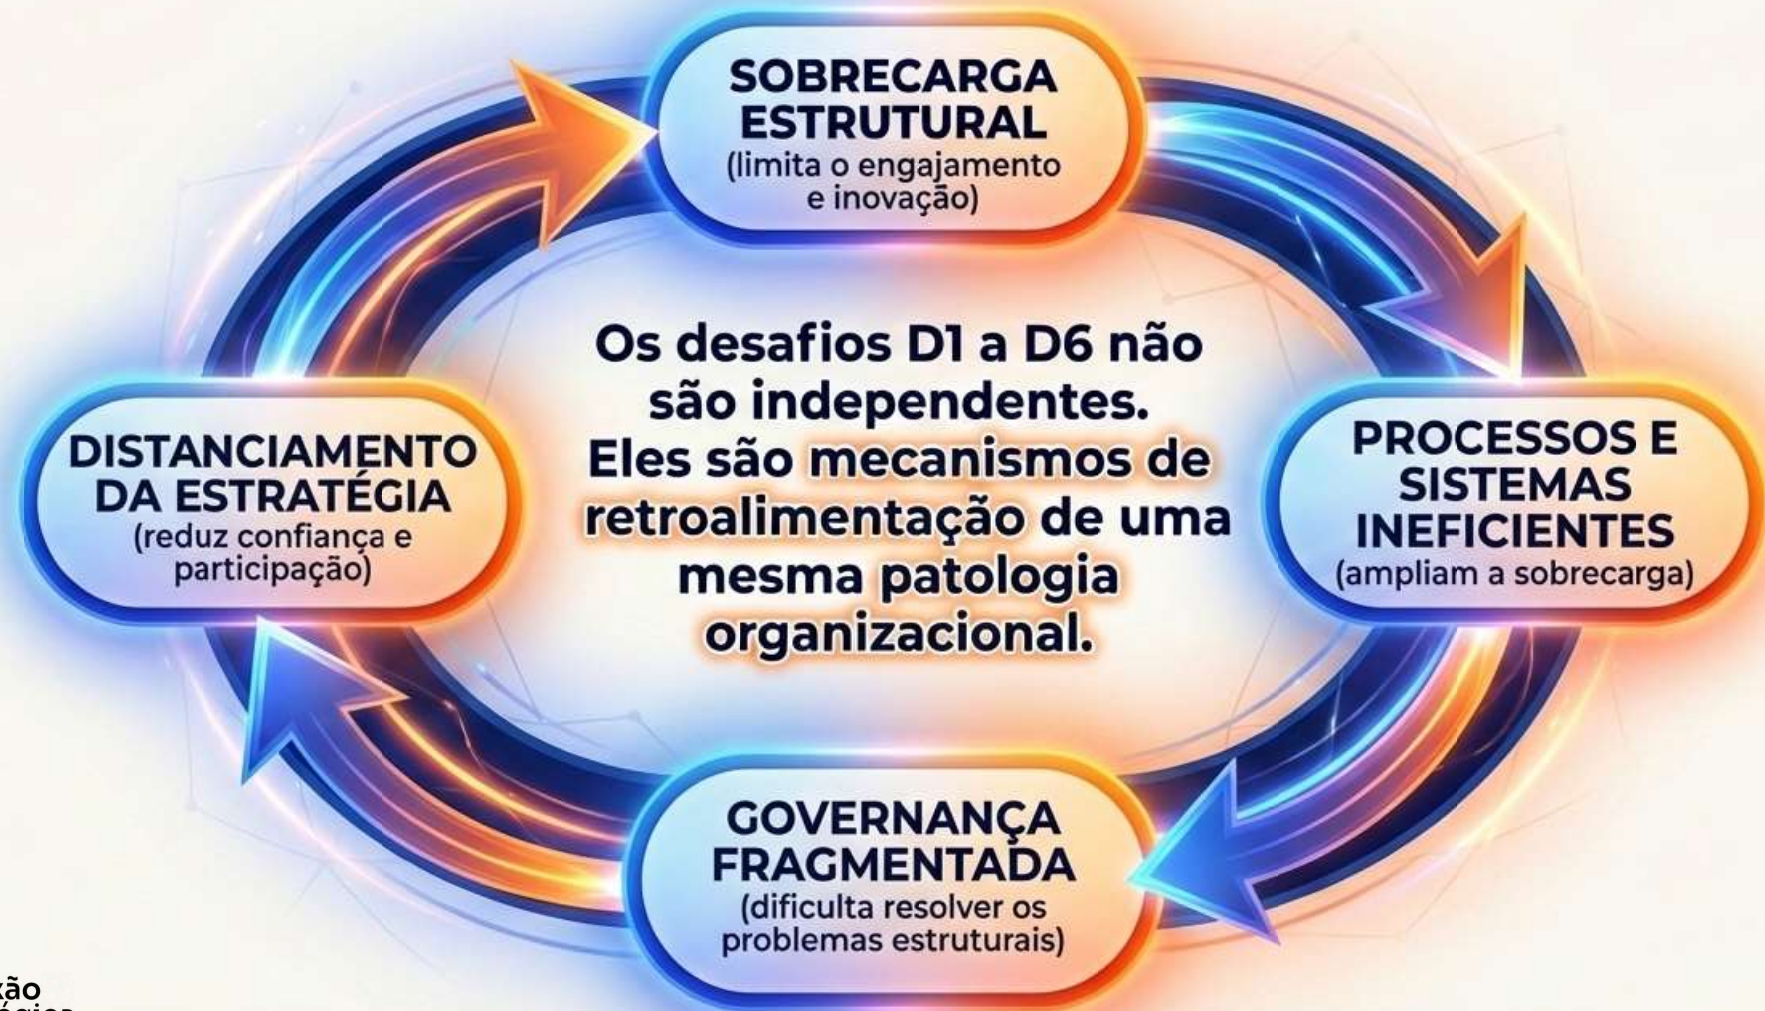 SOBRECARGA
ESTRUTURAL
(limita o engajamento
e inovação)
Os desafios D1 a D6 não
são independentes.
Eles são mecanismos de
retroalimentação de uma
mesma patologia
organizacional.
DISTANCIAMENTO
DA ESTRATÉGIA
(reduz confiança e
participação)
PROCESSOS E
SISTEMAS
INEFICIENTES
(ampliam a sobrecarga)
GOVERNANÇA
FRAGMENTADA
(dificulta resolver os
problemas estruturais)